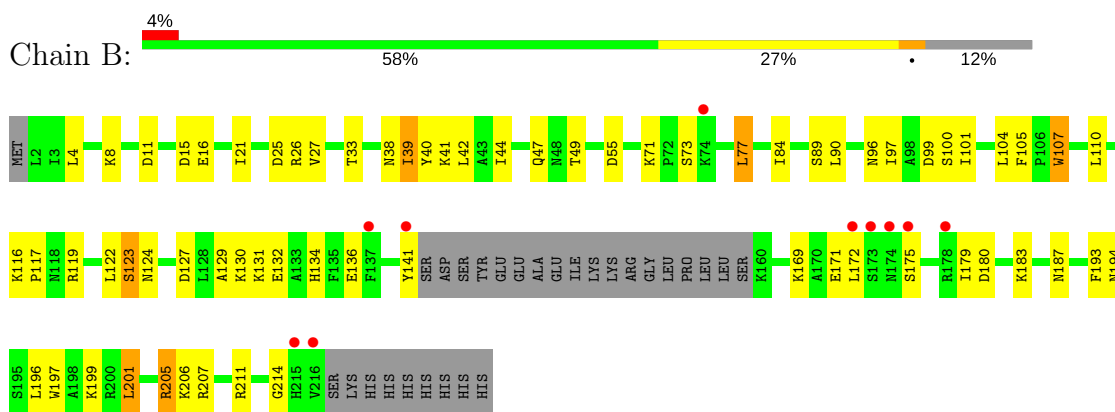 4%
Chain B:
58% 27% • 12%
MET L2 I3 L4 K8 D11 D15 E16 I21 D25 R26 V27 T33 N38 I39 Y40 K41 L42 A43 I44 Q47 N48 T49 D55 K71 P72 S73 K74 L77 I84 S89 L90 N96 I97 A98 D99 S100 I101 L104 F105 P106 W107 L110
K116 P117 N118 R119 L122 S123 N124 D127 L128 A129 K130 K131 E132 A133 H134 F135 E136 F137 Y141 SER ASP SER TYR GLU GLU ALA GLU ILE LYS LYS ARG GLY LEU PRO LEU LEU SER K160 K169 A170 E171 L172 S173 N174 S175 R178 I179 D180 K183 N187 F193 N194
S195 L196 W197 A198 K199 R200 L201 R205 K206 R207 R211 G214 H215 V216 SER LYS HIS HIS HIS HIS HIS HIS